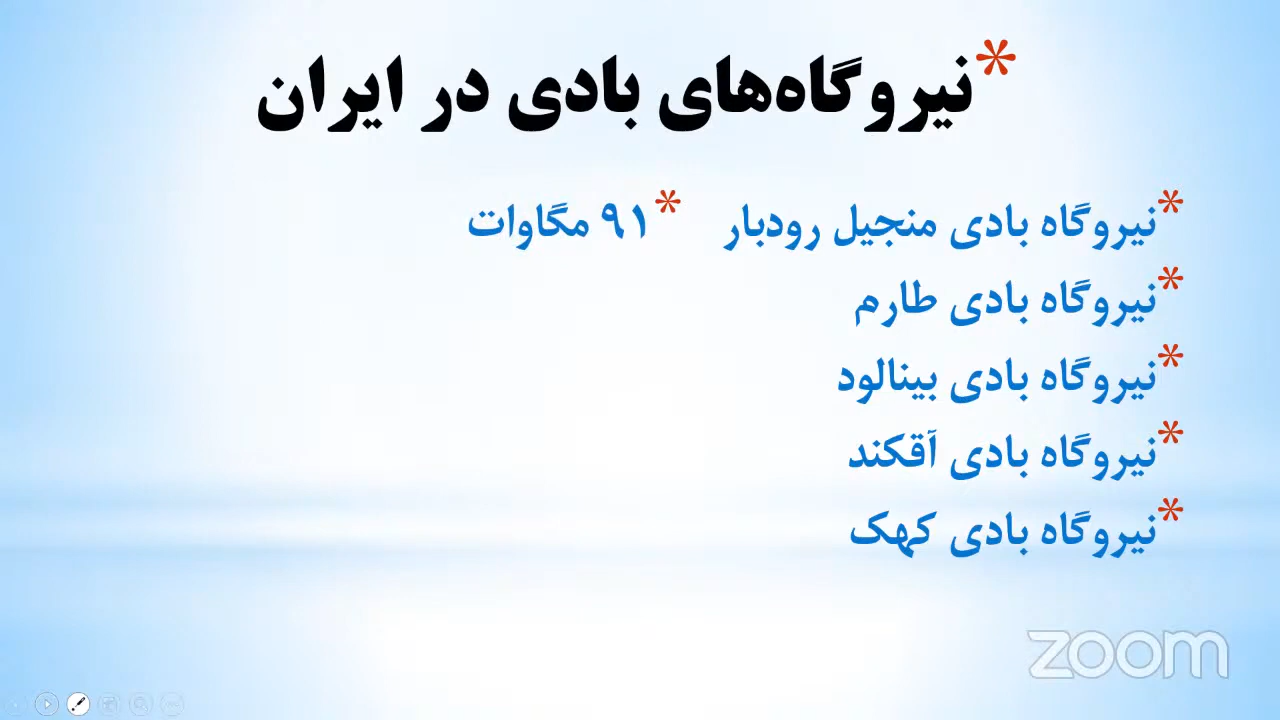 *نیروگاه‌های بادی در ایران
*نیروگاه بادی منجیل رودبار *۹۱ مگاوات
*نیروگاه بادی طارم
*نیروگاه بادی بینالود
*نیروگاه بادی آقکند
*نیروگاه بادی کهک
zoom